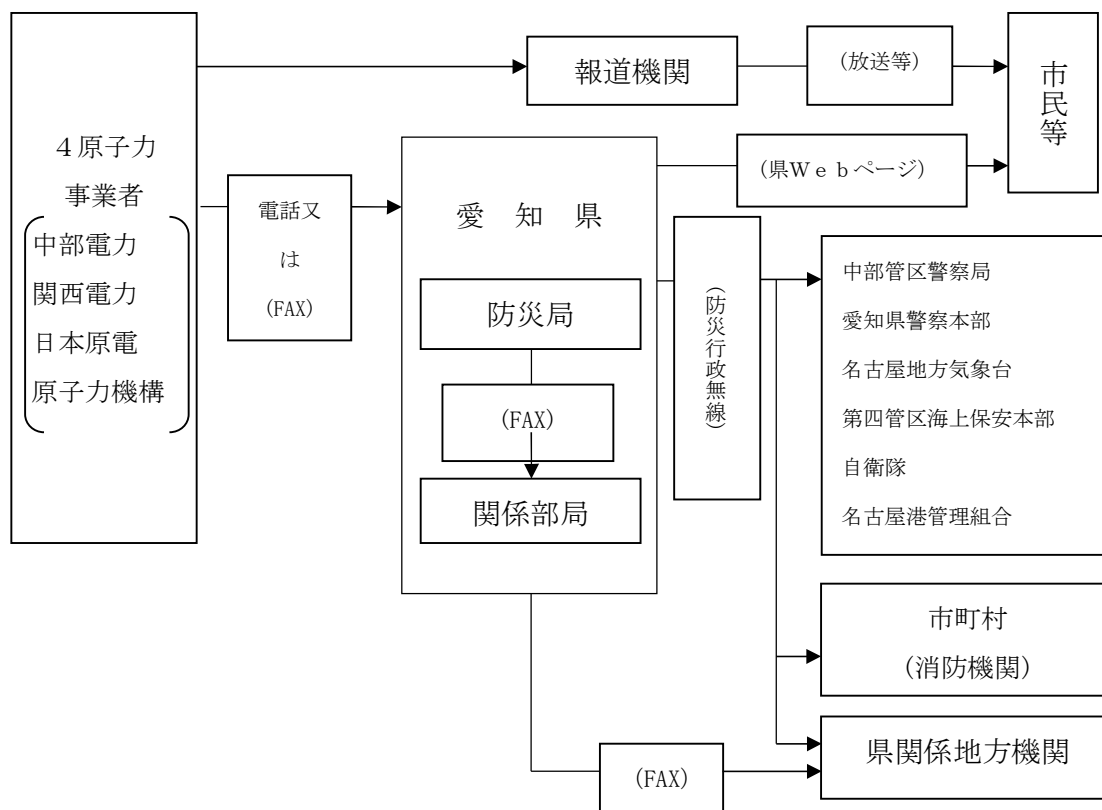 ４原子力
事業者
中部電力
関西電力
日本原電
原子力機構
電話又
は
(FAX)
報道機関
(放送等)
市民等
愛　知　県
防災局
(FAX)
関係部局
(県Ｗｅｂページ)
(防災行政無線)
中部管区警察局
愛知県警察本部
名古屋地方気象台
第四管区海上保安本部
自衛隊
名古屋港管理組合
市町村
(消防機関)
県関係地方機関
(FAX)